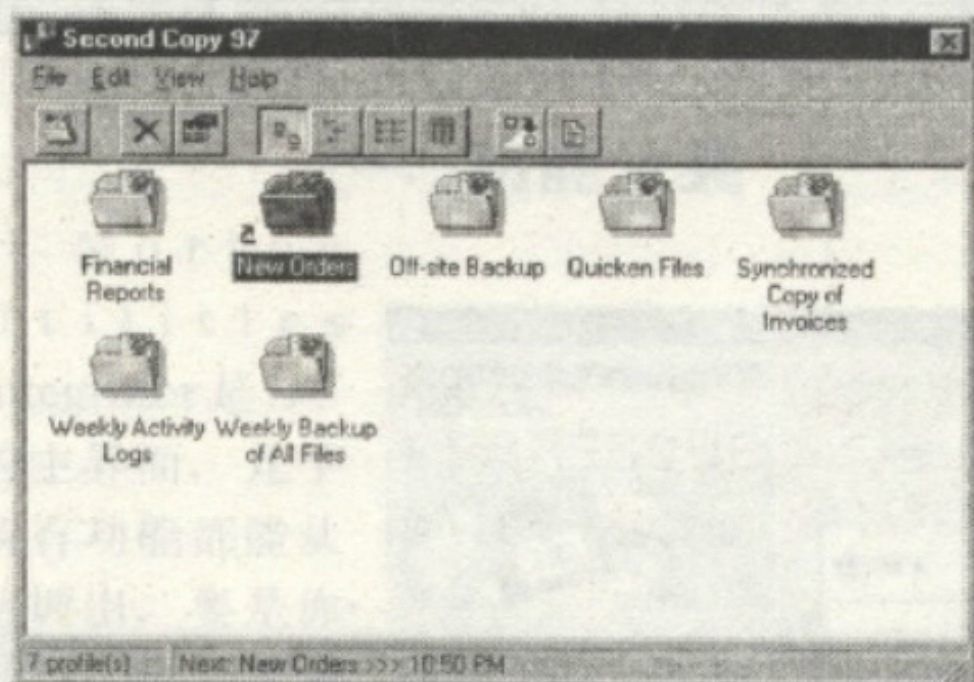 Second Copy 97
File Edit View Help
Financial
Reports
New Orders
Off-site Backup
Quicken Files
Synchronized
Copy of
Invoices
Weekly Activity
Logs
Weekly Backup
of All Files
7 profile(s) Next: New Orders >>> 10:50 PM